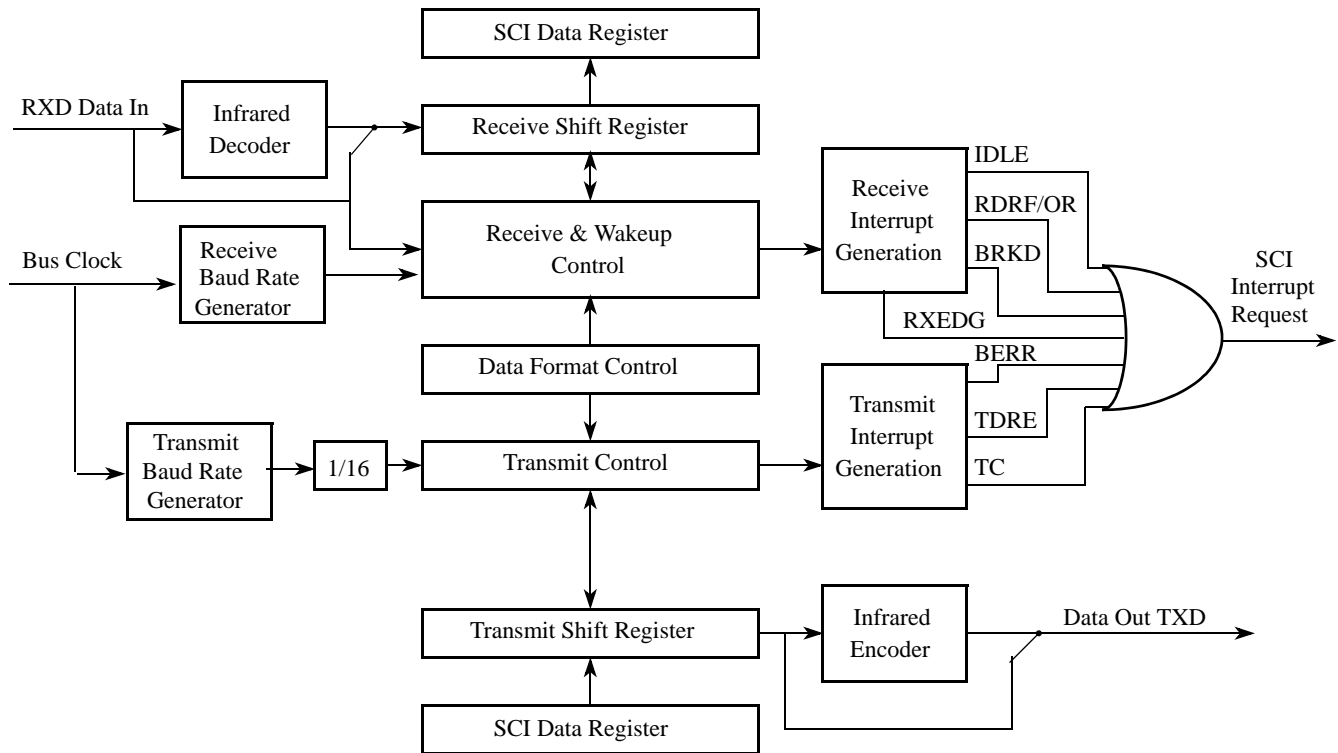 SCI Data Register
RXD Data In
Infrared
Decoder
Receive Shift Register
IDLE
Receive
Interrupt
Generation
RDRF/OR
BRKD
Receive & Wakeup
Control
Bus Clock
Receive
Baud Rate
Generator
SCI
Interrupt
Request
RXEDG
BERR
Data Format Control
Transmit
Interrupt
Generation
TDRE
TC
Transmit
Baud Rate
Generator
1/16
Transmit Control
Transmit Shift Register
Infrared
Encoder
Data Out TXD
SCI Data Register